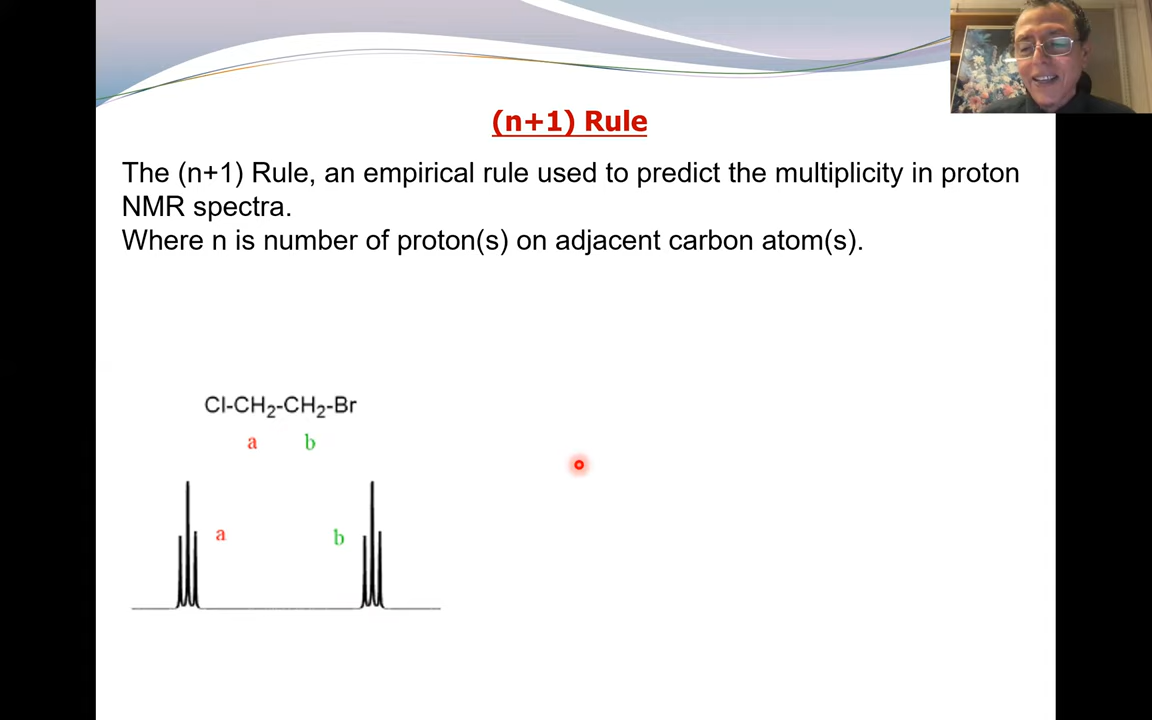 (n+1) Rule
The (n+1) Rule, an empirical rule used to predict the multiplicity in proton
NMR spectra.
Where n is number of proton(s) on adjacent carbon atom(s).
Cl-CH₂-CH₂-Br
a b
a b